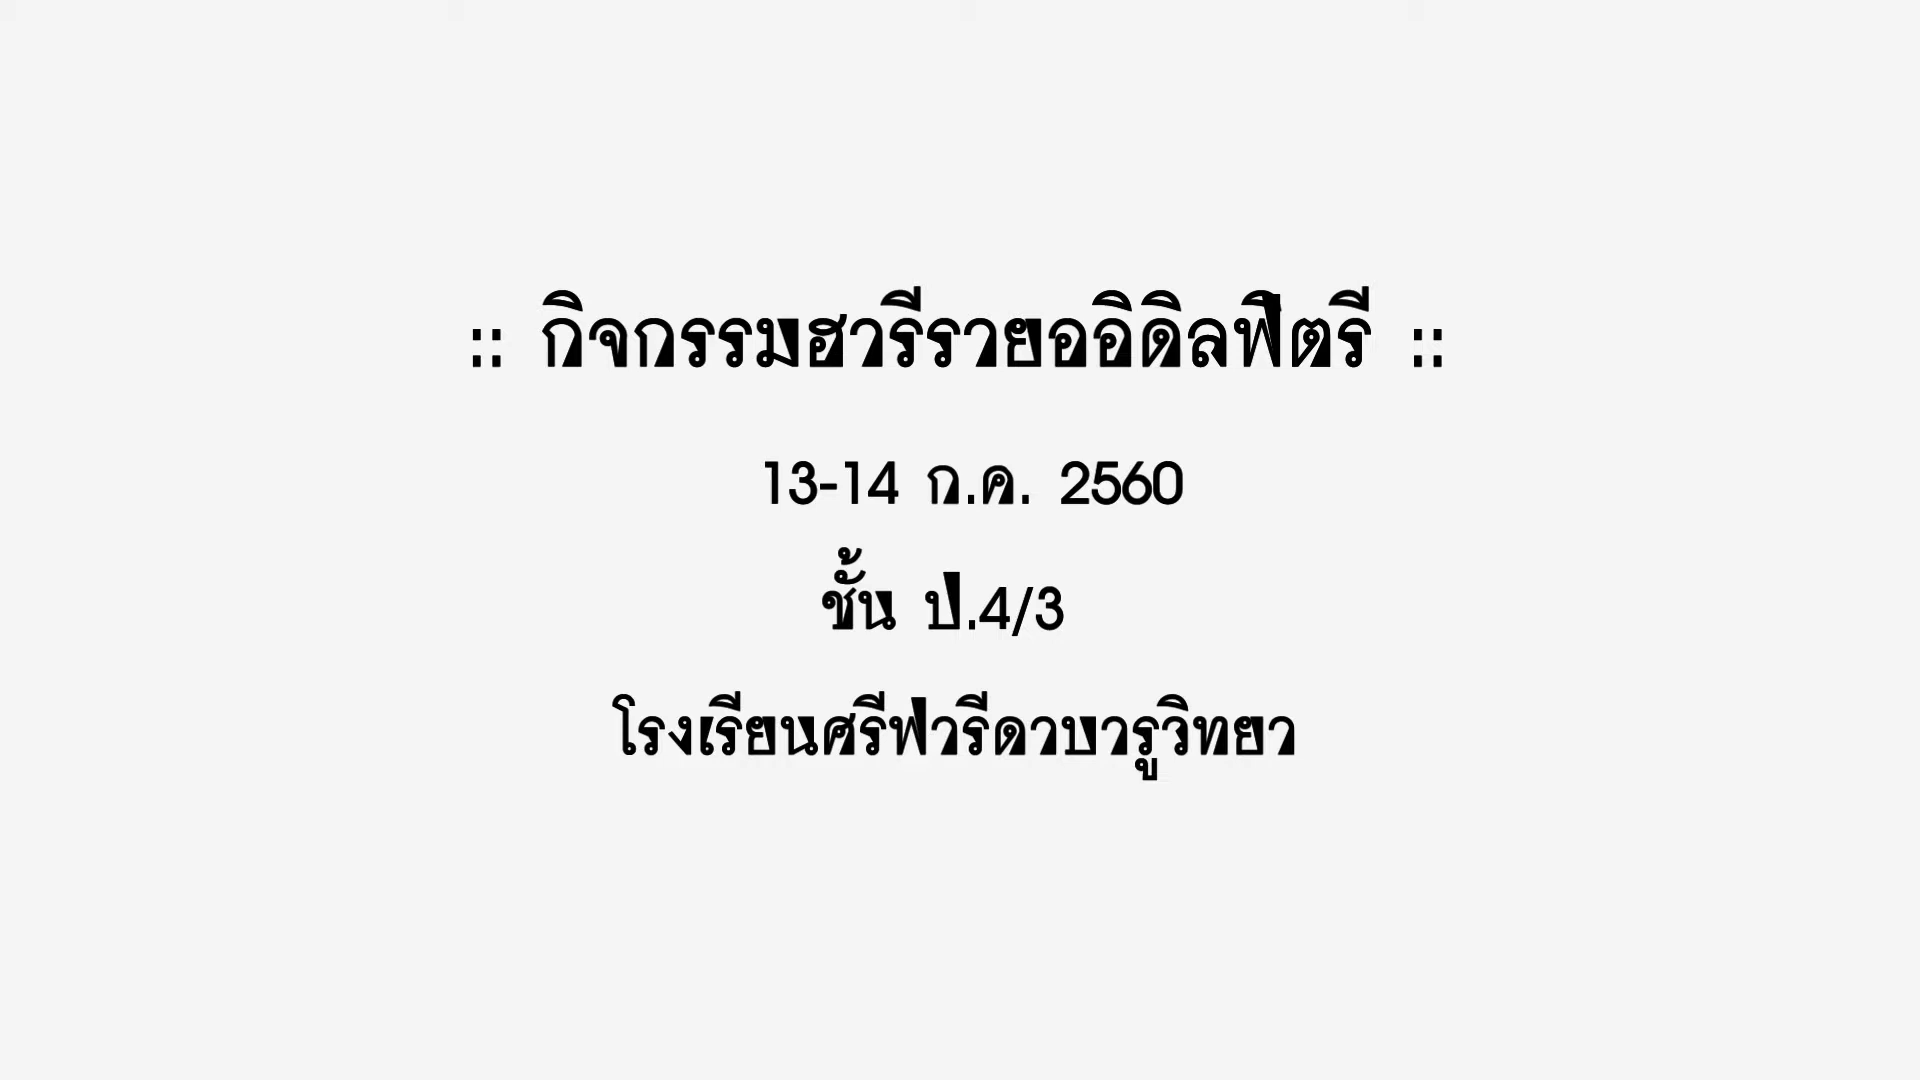 :: กิจกรรมฮารีรายออิดิลฟิตรี ::
13-14 ก.ค. 2560
ชั้น ป.4/3
โรงเรียนศรีฟารีดาบารูวิทยา